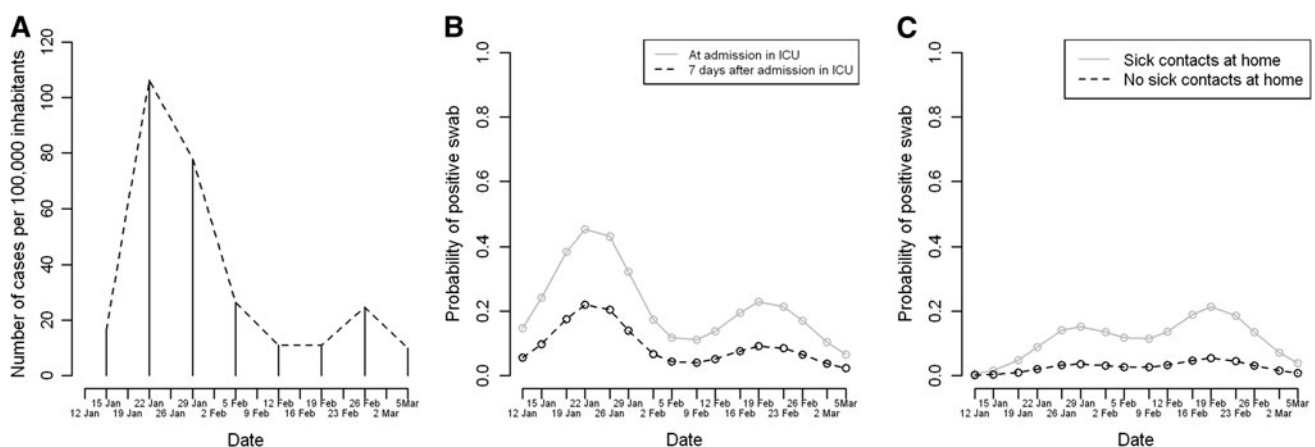 A
Number of cases per 100,000 inhabitants
120
100
80
60
40
20
0
15 Jan 22 Jan 29 Jan 5 Feb 12 Feb 19 Feb 26 Feb 5Mar
12 Jan 19 Jan 26 Jan 2 Feb 9 Feb 16 Feb 23 Feb 2 Mar
Date
B
Probability of positive swab
1.0
0.8
0.6
0.4
0.2
0.0
At admission in ICU
7 days after admission in ICU
15 Jan 22 Jan 29 Jan 5 Feb 12 Feb 19 Feb 26 Feb 5Mar
12 Jan 19 Jan 26 Jan 2 Feb 9 Feb 16 Feb 23 Feb 2 Mar
Date
C
Probability of positive swab
1.0
0.8
0.6
0.4
0.2
0.0
Sick contacts at home
No sick contacts at home
15 Jan 22 Jan 29 Jan 5 Feb 12 Feb 19 Feb 26 Feb 5Mar
12 Jan 19 Jan 26 Jan 2 Feb 9 Feb 16 Feb 23 Feb 2 Mar
Date